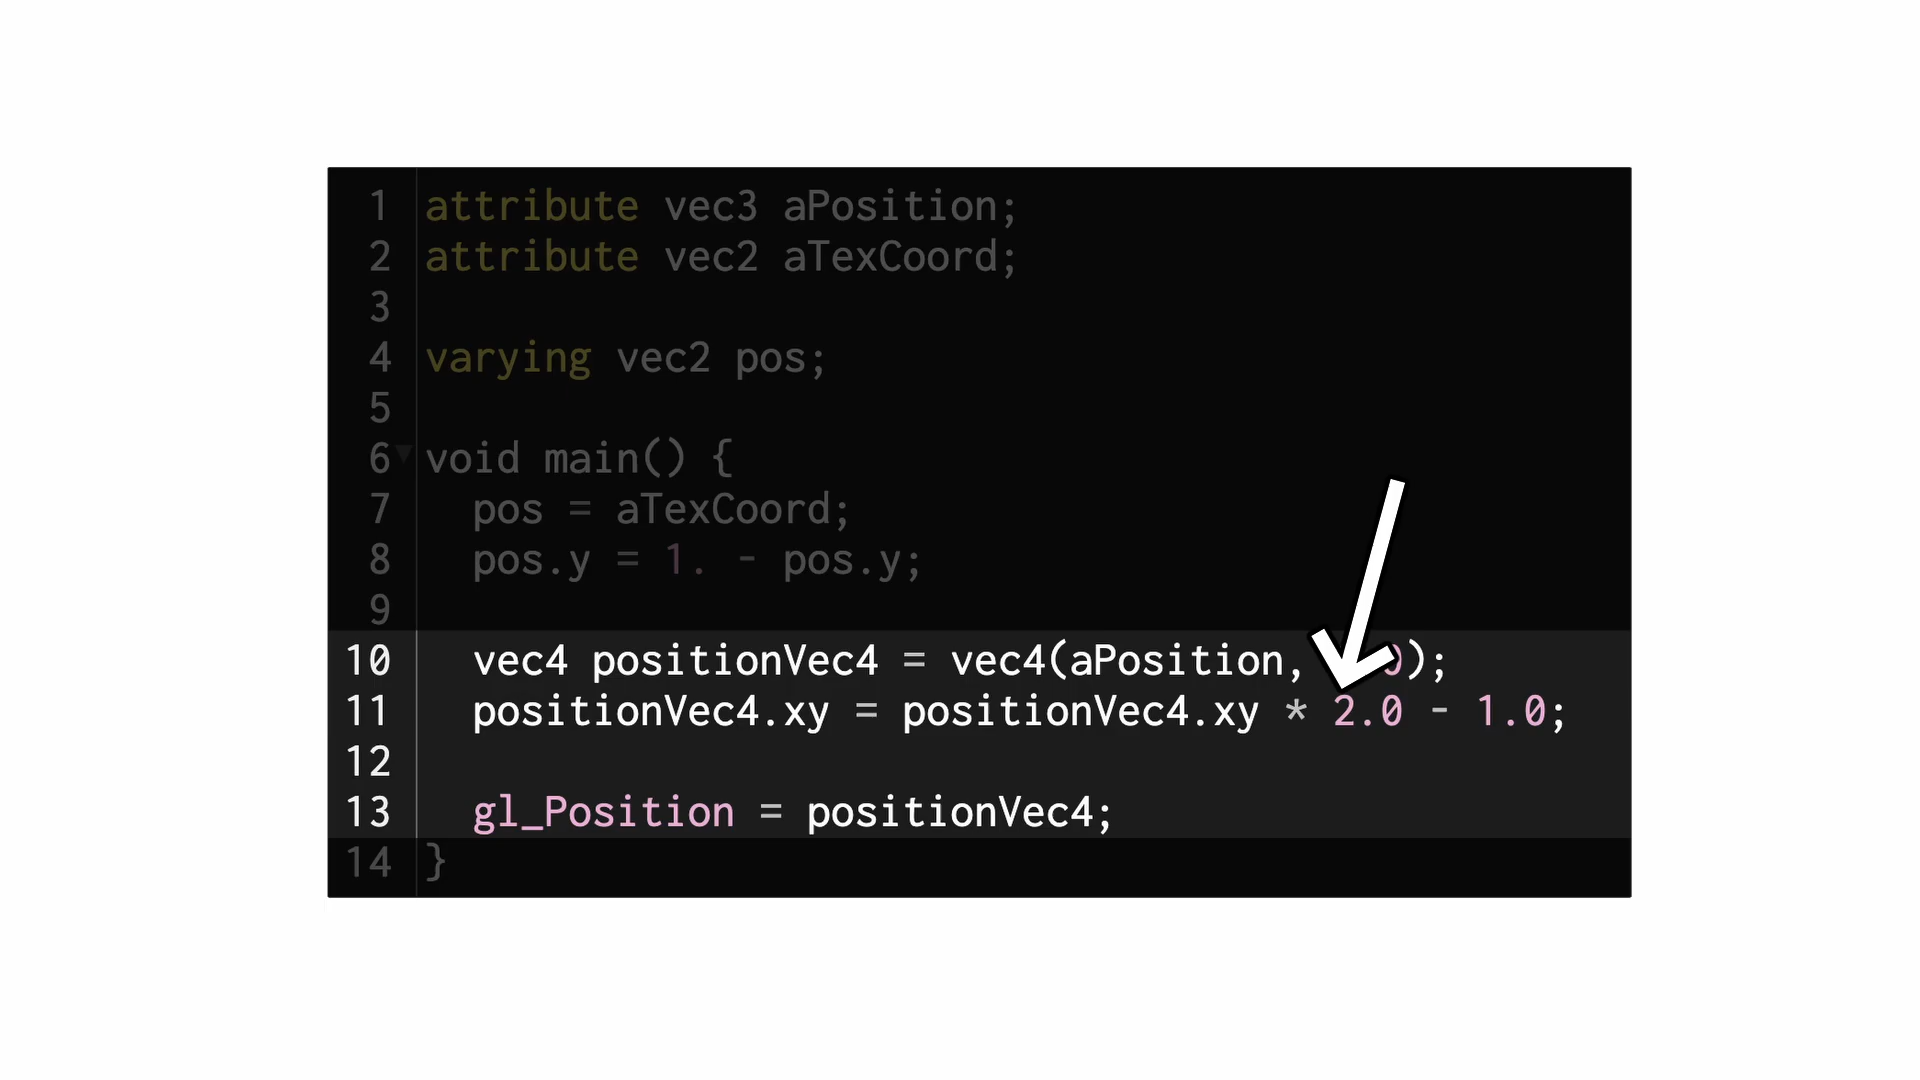 1 attribute vec3 aPosition;
2 attribute vec2 aTexCoord;
3
4 varying vec2 pos;
5
6 void main() {
7 pos = aTexCoord;
8 pos.y = 1. - pos.y;
9
10 vec4 positionVec4 = vec4(aPosition, 0);
11 positionVec4.xy = positionVec4.xy * 2.0 - 1.0;
12
13 gl_Position = positionVec4;
14 }